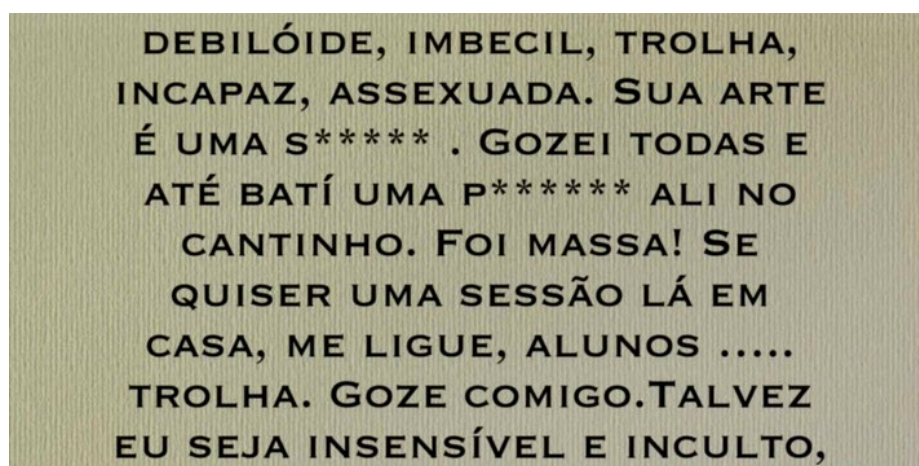 DEBILÓIDE, IMBECIL, TROLHA,
INCAPAZ, ASSEXUADA. SUA ARTE
É UMA S***** . GOZEI TODAS E
ATÉ BATÍ UMA P****** ALI NO
CANTINHO. FOI MASSA! SE
QUISER UMA SESSÃO LÁ EM
CASA, ME LIGUE, ALUNOS .....
TROLHA. GOZE COMIGO.TALVEZ
EU SEJA INSENSÍVEL E INCULTO,